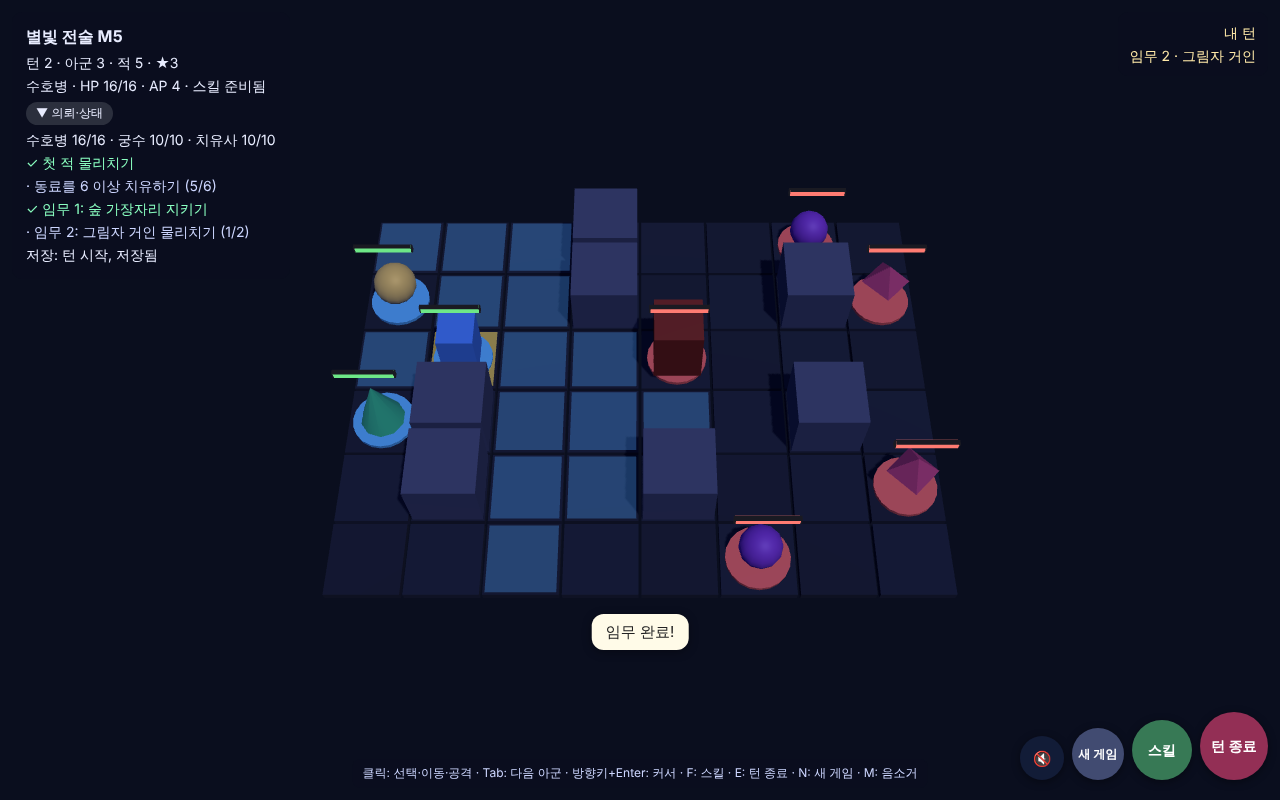 별빛 전술 M5
턴 2 · 아군 3 · 적 5 · ★3
수호병 · HP 16/16 · AP 4 · 스킬 준비됨
▼ 의뢰·상태
수호병 16/16 · 궁수 10/10 · 치유사 10/10
✓ 첫 적 물리치기
· 동료를 6 이상 치유하기 (5/6)
✓ 임무 1: 숲 가장자리 지키기
· 임무 2: 그림자 거인 물리치기 (1/2)
저장: 턴 시작, 저장됨
내 턴
임무 2 · 그림자 거인
임무 완료!
새 게임
스킬
턴 종료
클릭: 선택·이동·공격 · Tab: 다음 아군 · 방향키+Enter: 커서 · F: 스킬 · E: 턴 종료 · N: 새 게임 · M: 음소거